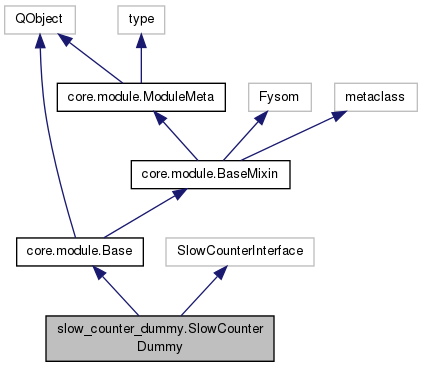 QObject
type
core.module.ModuleMeta
Fysom
metaclass
core.module.BaseMixin
core.module.Base
SlowCounterInterface
slow_counter_dummy.SlowCounter
Dummy